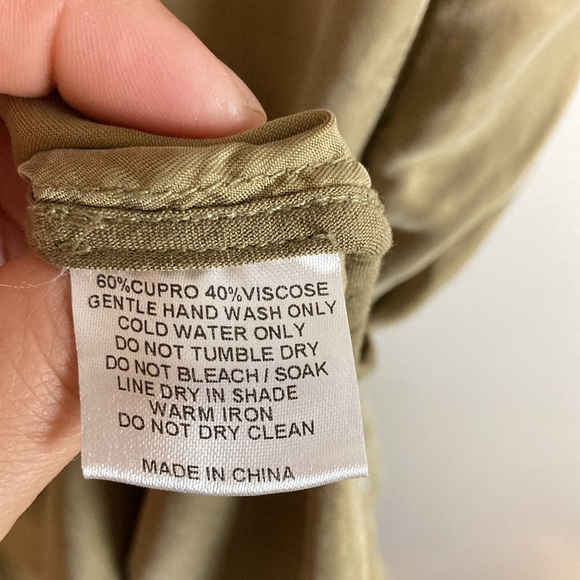 60%CUPRO 40%VISCOSE
GENTLE HAND WASH ONLY
COLD WATER ONLY
DO NOT TUMBLE DRY
DO NOT BLEACH / SOAK
LINE DRY IN SHADE
WARM IRON
DO NOT DRY CLEAN
MADE IN CHINA